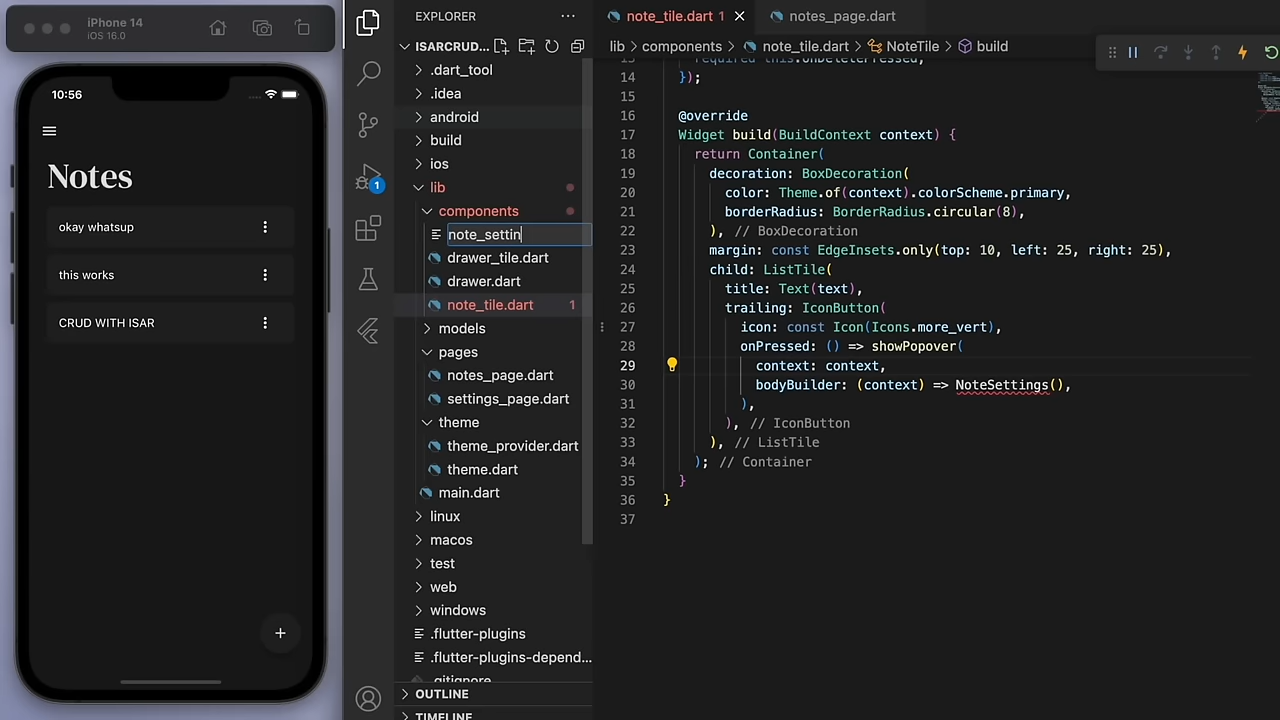 iPhone 14
iOS 16.0
10:56
Notes
okay whatsup
this works
CRUD WITH ISAR
+
1
EXPLORER
ISARCRUD...
.dart_tool
.idea
android
build
ios
lib
components
note_settin
drawer_tile.dart
drawer.dart
note_tile.dart 1
models
pages
notes_page.dart
settings_page.dart
theme
theme_provider.dart
theme.dart
main.dart
linux
macos
test
web
windows
.flutter-plugins
.flutter-plugins-depend...
.gitignore
OUTLINE
TIMELINE
note_tile.dart 1
notes_page.dart
lib > components > note_tile.dart > NoteTile > build
13 required this.onDeletePressed,
14 });
15
16 @override
17 Widget build(BuildContext context) {
18 return Container(
19 decoration: BoxDecoration(
20 color: Theme.of(context).colorScheme.primary,
21 borderRadius: BorderRadius.circular(8),
22 ), // BoxDecoration
23 margin: const EdgeInsets.only(top: 10, left: 25, right: 25),
24 child: ListTile(
25 title: Text(text),
26 trailing: IconButton(
27 icon: const Icon(Icons.more_vert),
28 onPressed: () => showPopover(
29 context: context,
30 bodyBuilder: (context) => NoteSettings(),
31 ),
32 ), // IconButton
33 ), // ListTile
34 ); // Container
35 }
36 }
37